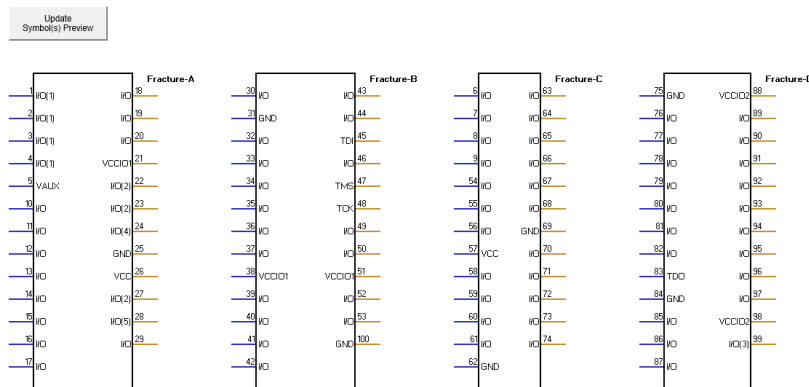 Update
Symbol(s) Preview
Fracture-A
1 I/O(1) I/O 18
2 I/O(1) I/O 19
3 I/O(1) I/O 20
4 I/O(1) VCCIO1 21
5 VAUX I/O(2) 22
10 I/O I/O(2) 23
11 I/O I/O(4) 24
12 I/O GND 25
13 I/O VCC 26
14 I/O I/O(2) 27
15 I/O I/O(5) 28
16 I/O I/O 29
17 I/O
Fracture-B
30 I/O I/O 43
31 GND I/O 44
32 I/O TDI 45
33 I/O I/O 46
34 I/O TMS 47
35 I/O TCK 48
36 I/O I/O 49
37 I/O I/O 50
38 VCCIO1 VCCIO1 51
39 I/O I/O 52
40 I/O I/O 53
41 I/O GND 100
42 I/O
Fracture-C
6 I/O I/O 63
7 I/O I/O 64
8 I/O I/O 65
9 I/O I/O 66
54 I/O I/O 67
55 I/O I/O 68
56 I/O GND 69
57 VCC I/O 70
58 I/O I/O 71
59 I/O I/O 72
60 I/O I/O 73
61 I/O I/O 74
62 GND
75 GND VCCIO2 88
76 I/O I/O 89
77 I/O I/O 90
78 I/O I/O 91
79 I/O I/O 92
80 I/O I/O 93
81 I/O I/O 94
82 I/O I/O 95
83 TDO I/O 96
84 GND I/O 97
85 I/O VCCIO2 98
86 I/O I/O(3) 99
87 I/O